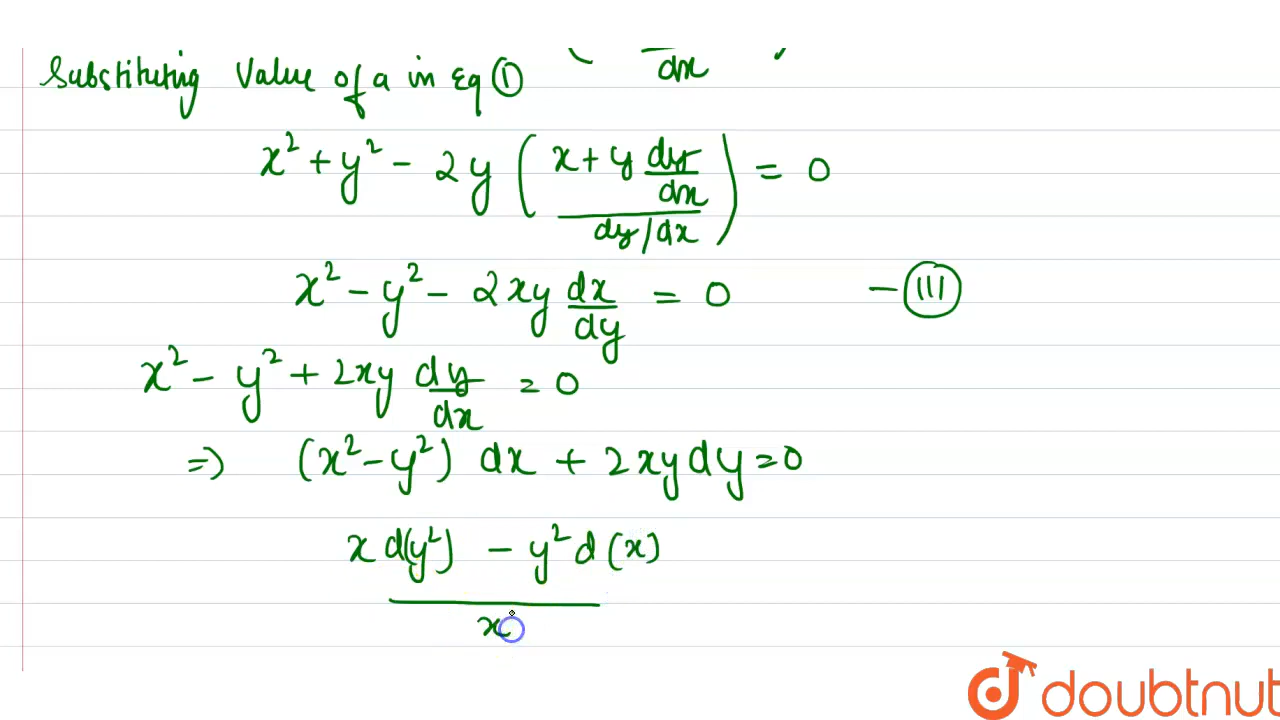 dx
Substituting Value of a in Eq ①
x² + y² - 2y ( (x + y dy/dx) / (dy/dx) ) = 0
x² - y² - 2xy dx/dy = 0 - (III)
x² - y² + 2xy dy/dx = 0
=> (x² - y²) dx + 2xy dy = 0
x d(y²) - y² d(x)
x
doubtnut